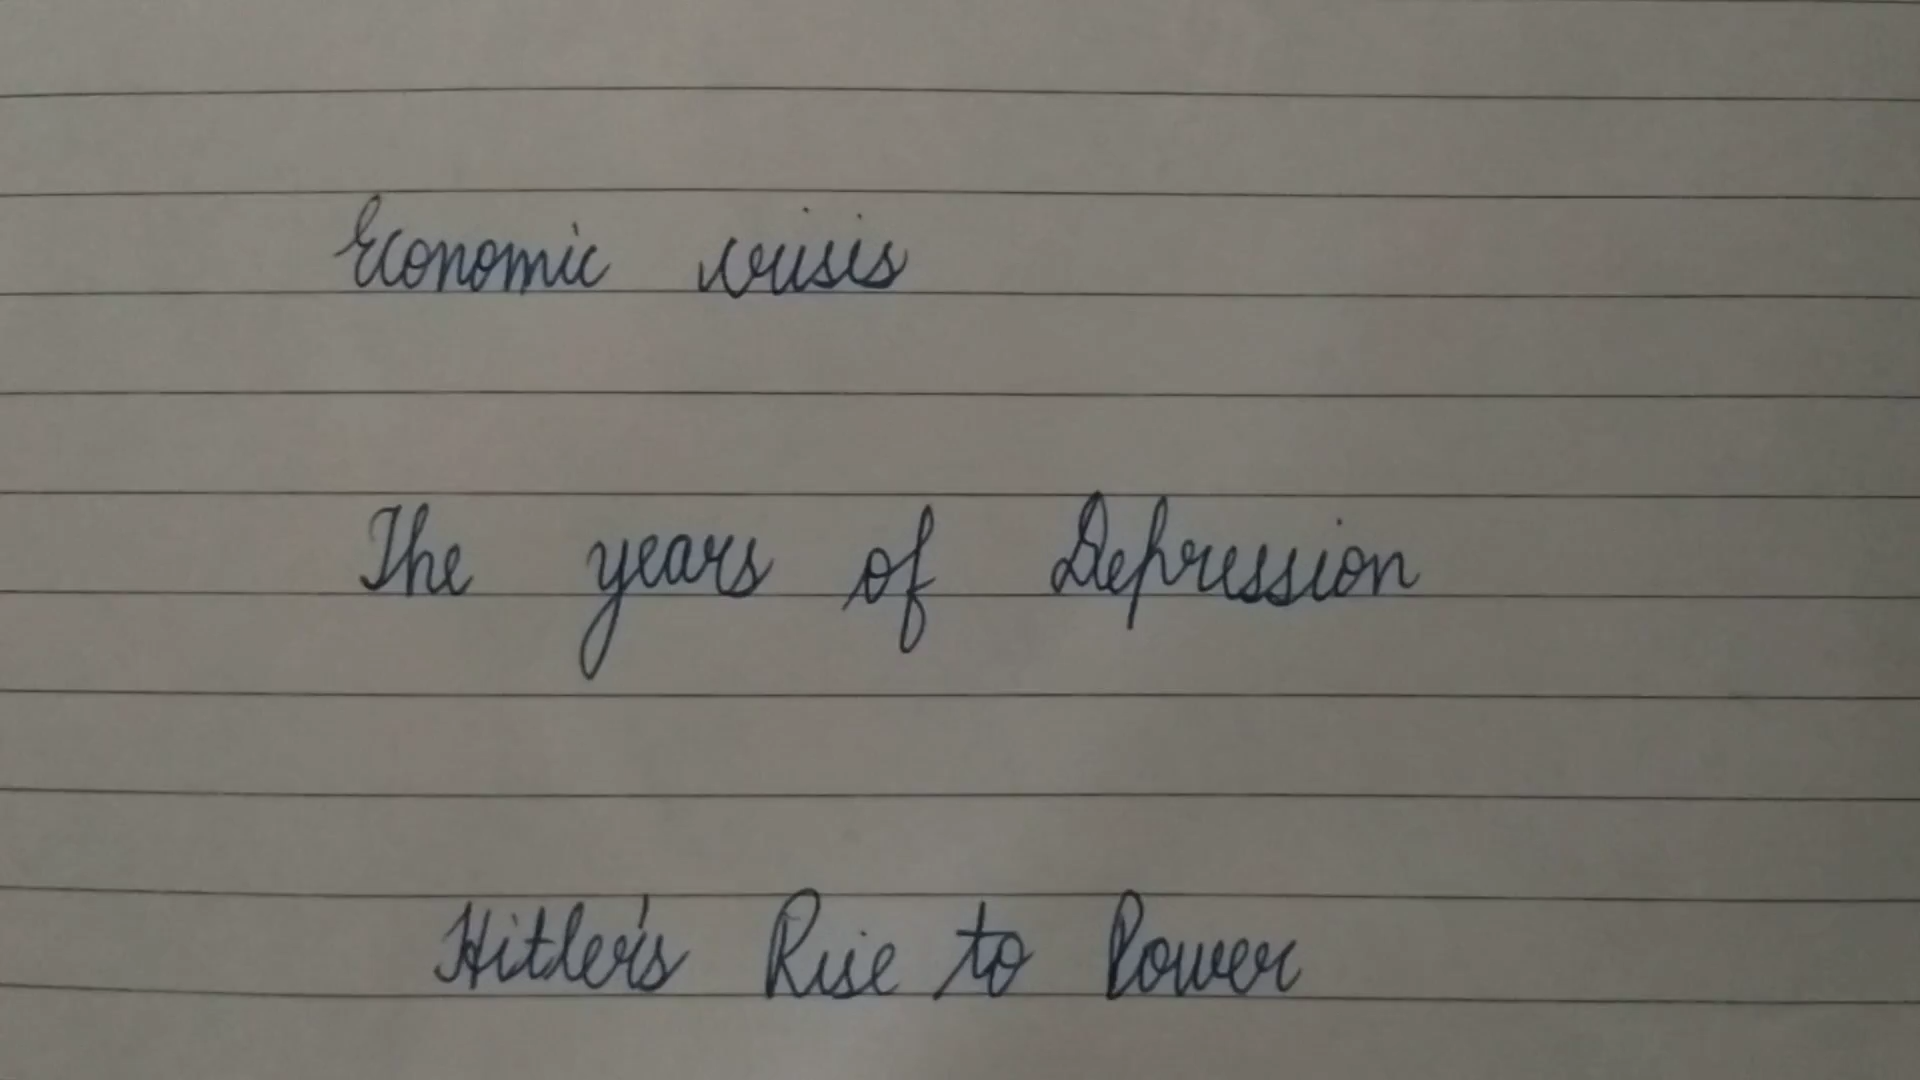 Economic crisis
The years of Depression
Hitler's Rise to Power